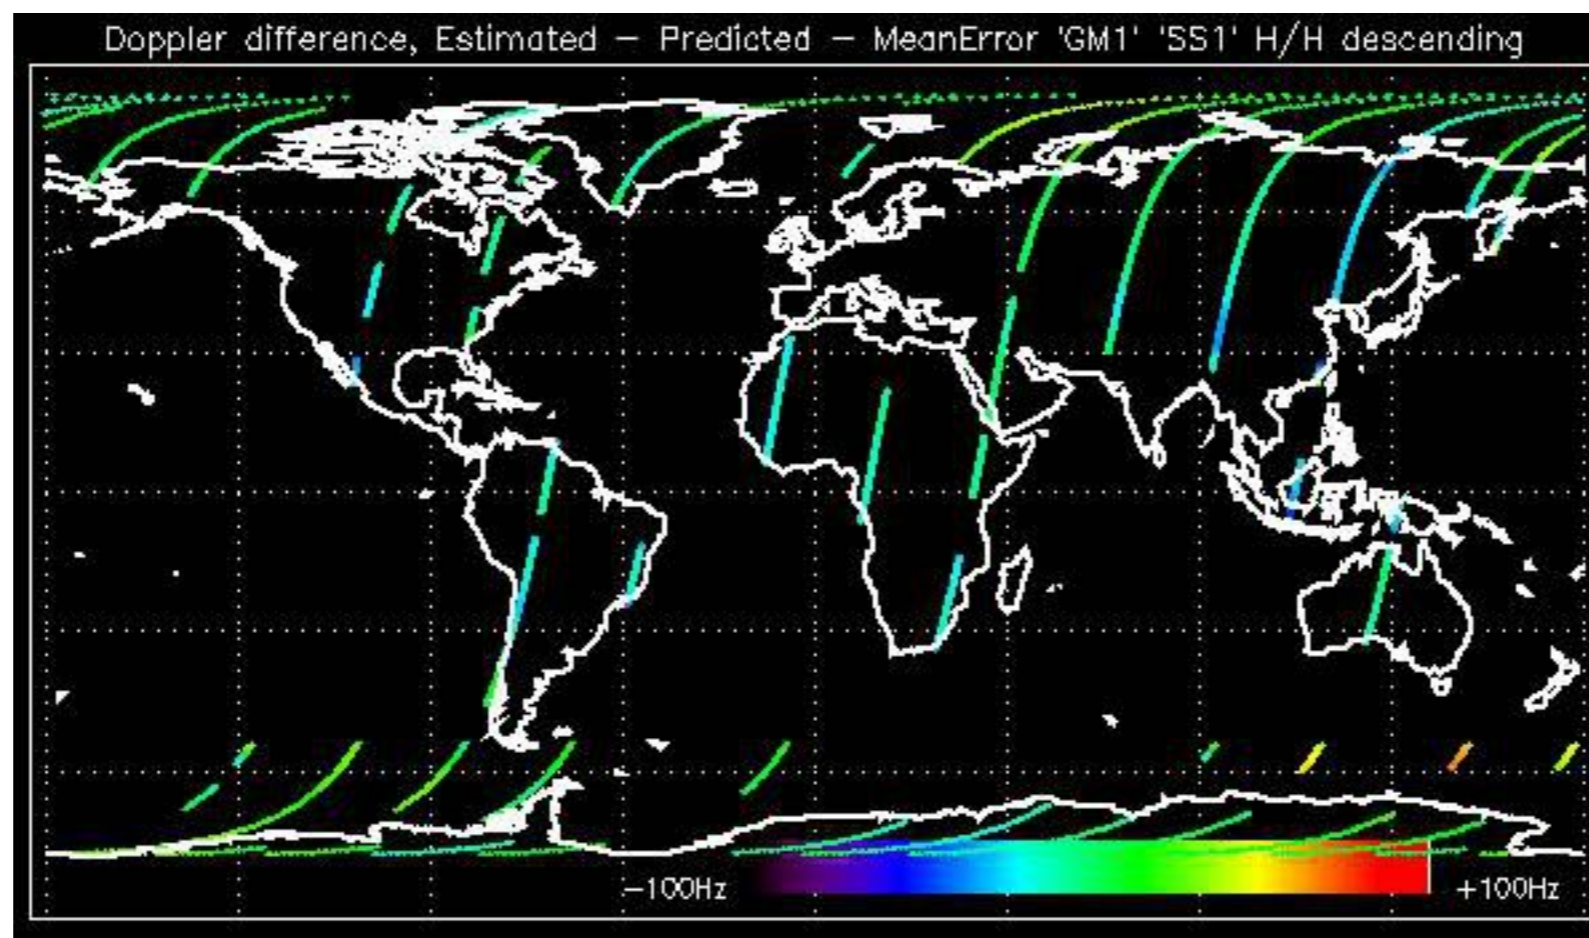 Doppler difference, Estimated – Predicted – MeanError 'GM1' 'SS1' H/H descending
–100Hz +100Hz